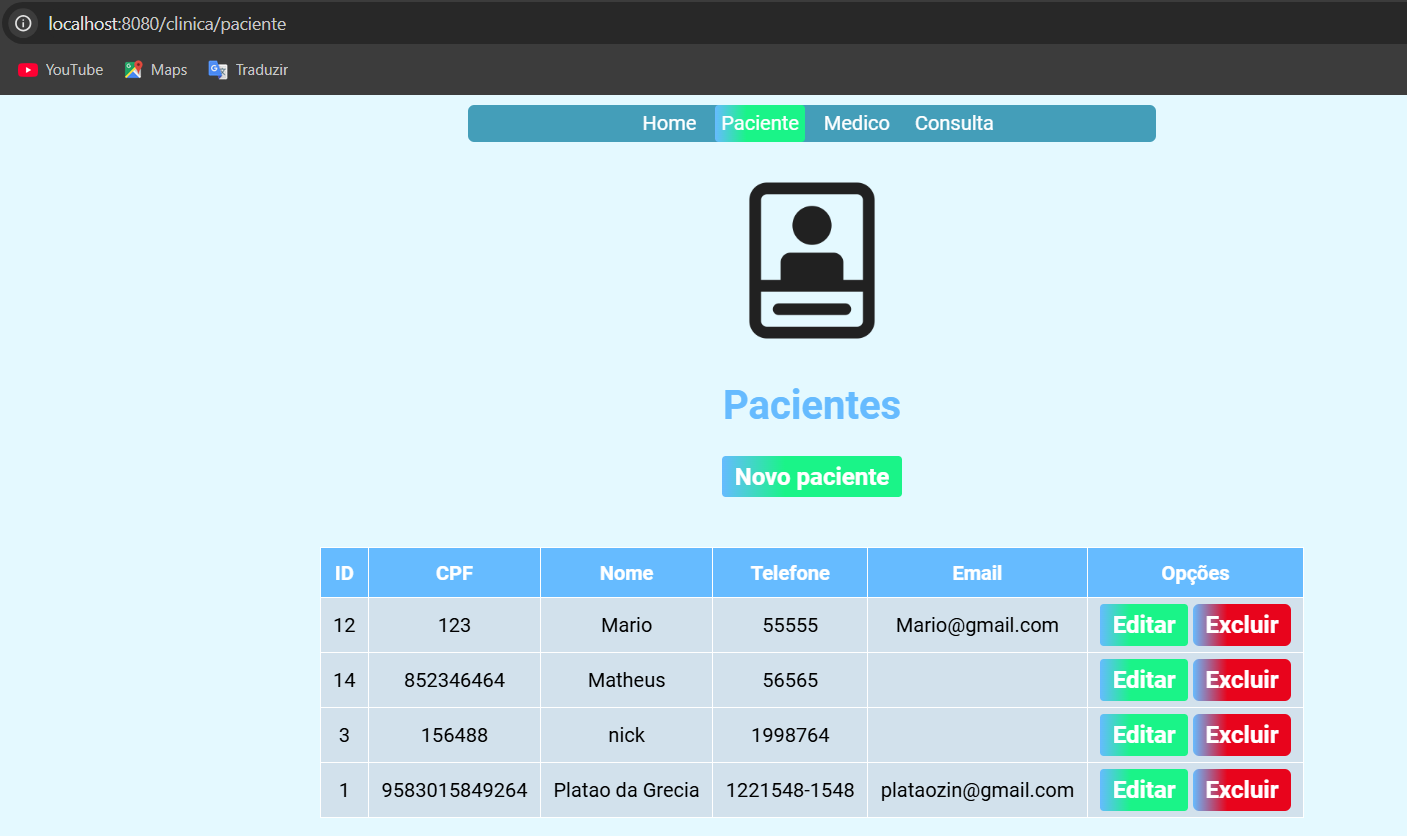 localhost:8080/clinica/paciente
YouTube Maps Traduzir
Home Paciente Medico Consulta
Pacientes
Novo paciente
ID CPF Nome Telefone Email Opções
12 123 Mario 55555 Mario@gmail.com Editar Excluir
14 852346464 Matheus 56565 Editar Excluir
3 156488 nick 1998764 Editar Excluir
1 9583015849264 Platao da Grecia 1221548-1548 plataozin@gmail.com Editar Excluir